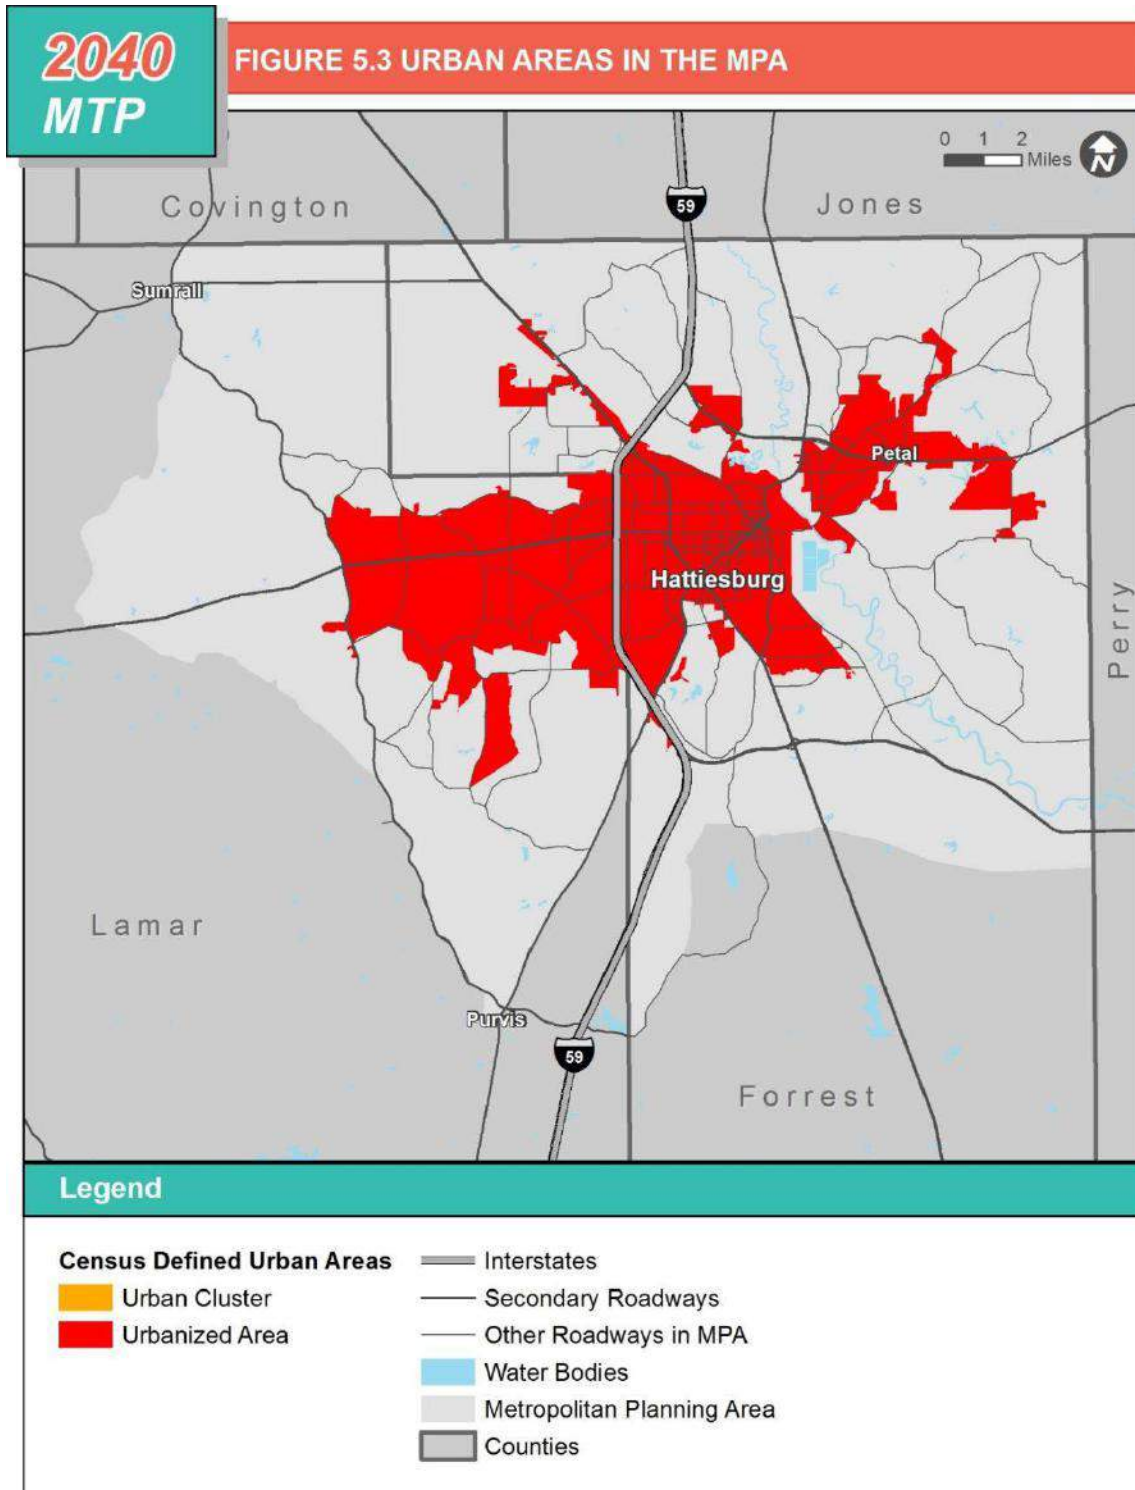 2040
MTP
FIGURE 5.3 URBAN AREAS IN THE MPA
0 1 2
Miles
N
Covington
59
Jones
Sumrall
Petal
Hattiesburg
Perry
Lamar
Purvis
59
Forrest
Legend
Census Defined Urban Areas
Urban Cluster
Urbanized Area
Interstates
Secondary Roadways
Other Roadways in MPA
Water Bodies
Metropolitan Planning Area
Counties